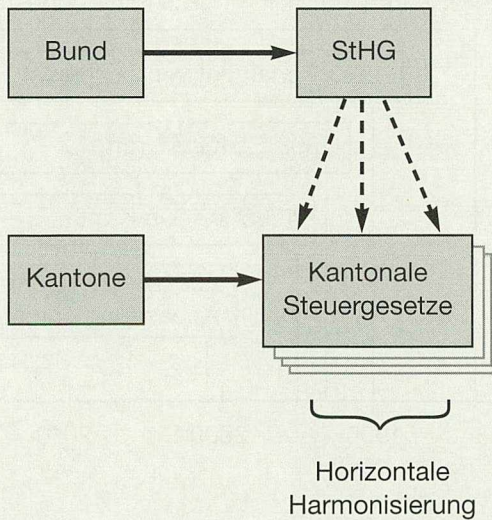 Bund
StHG
Kantone
Kantonale
Steuergesetze
Horizontale
Harmonisierung